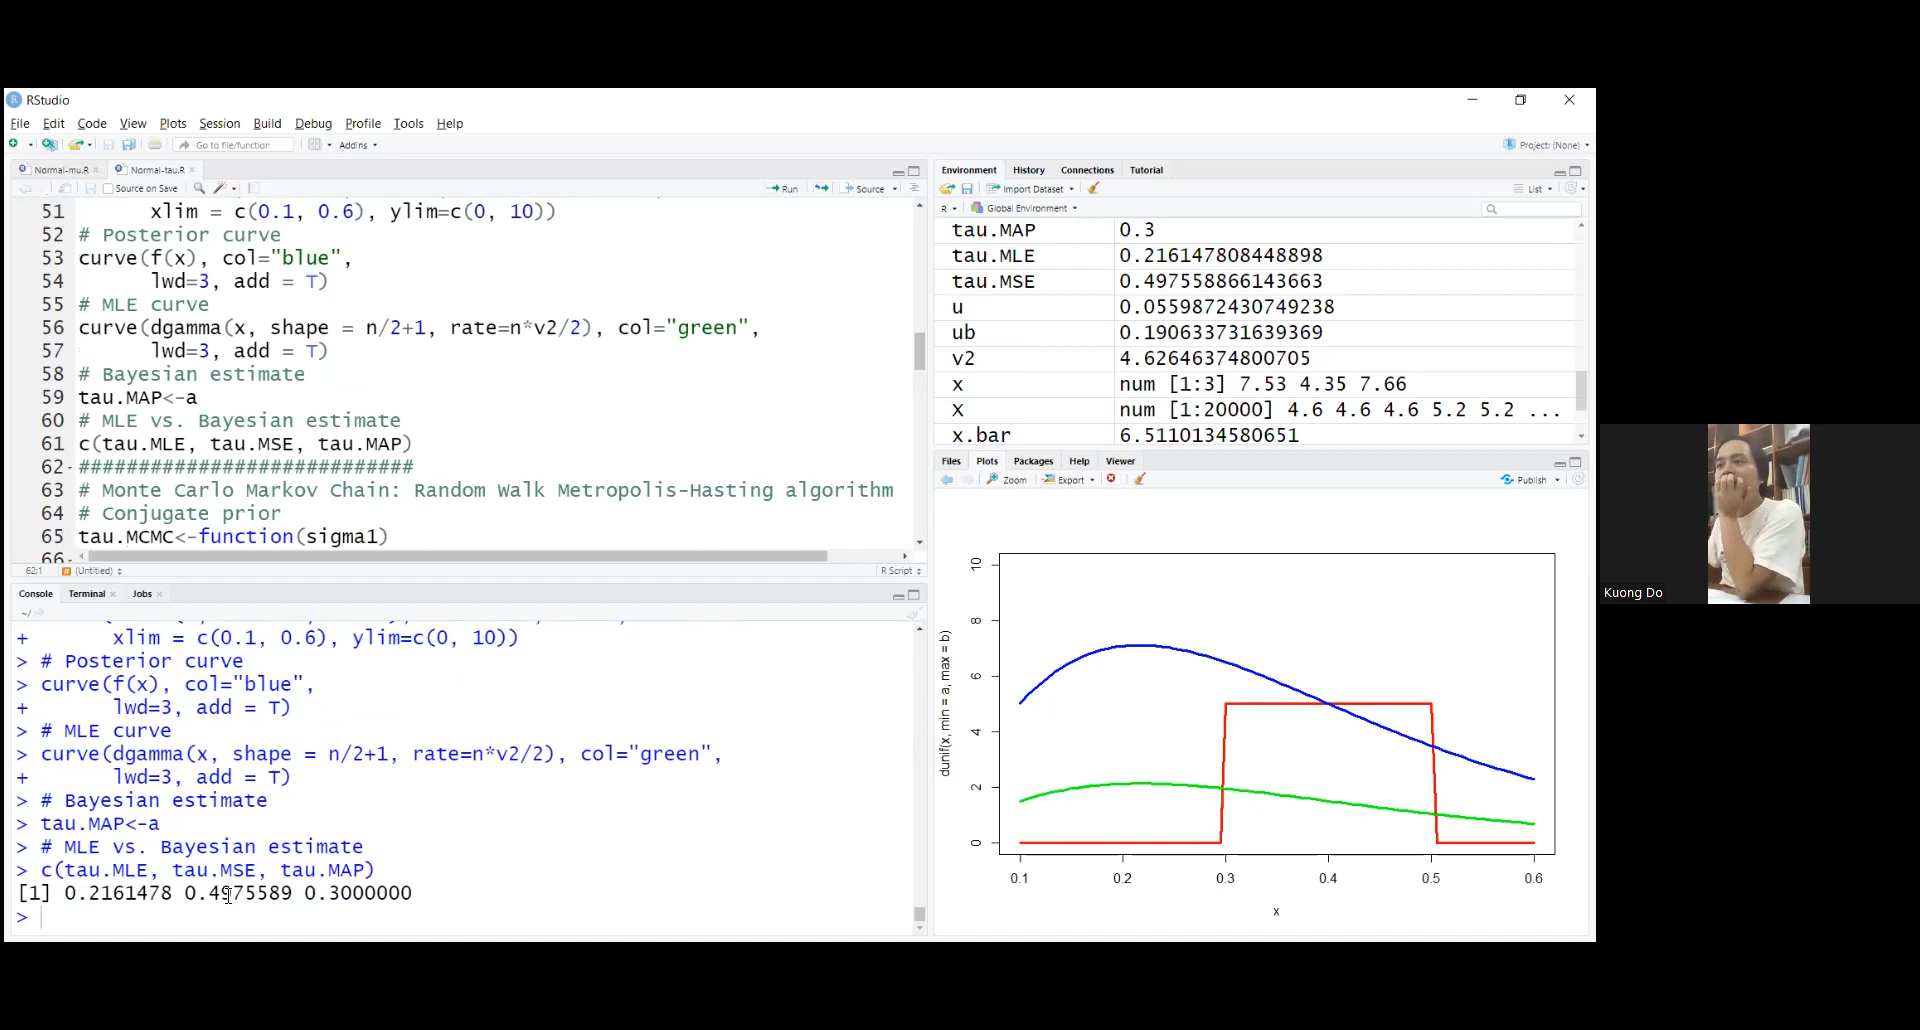 RStudio
File Edit Code View Plots Session Build Debug Profile Tools Help
Go to file/function
Addins
Project: (None)
Normal-mu.R
Normal-tau.R
Source on Save
Run
Source
51 xlim = c(0.1, 0.6), ylim=c(0, 10))
52 # Posterior curve
53 curve(f(x), col="blue",
54 lwd=3, add = T)
55 # MLE curve
56 curve(dgamma(x, shape = n/2+1, rate=n*v2/2), col="green",
57 lwd=3, add = T)
58 # Bayesian estimate
59 tau.MAP<-a
60 # MLE vs. Bayesian estimate
61 c(tau.MLE, tau.MSE, tau.MAP)
62 ############################
63 # Monte Carlo Markov Chain: Random Walk Metropolis-Hasting algorithm
64 # Conjugate prior
65 tau.MCMC<-function(sigma1)
66
62:1 (Untitled) R Script
Console Terminal Jobs
~/
+ xlim = c(0.1, 0.6), ylim=c(0, 10))
> # Posterior curve
> curve(f(x), col="blue",
+ lwd=3, add = T)
> # MLE curve
> curve(dgamma(x, shape = n/2+1, rate=n*v2/2), col="green",
+ lwd=3, add = T)
> # Bayesian estimate
> tau.MAP<-a
> # MLE vs. Bayesian estimate
> c(tau.MLE, tau.MSE, tau.MAP)
[1] 0.2161478 0.4975589 0.3000000
>
Environment History Connections Tutorial
Import Dataset
List
R Global Environment
tau.MAP 0.3
tau.MLE 0.216147808448898
tau.MSE 0.497558866143663
u 0.0559872430749238
ub 0.190633731639369
v2 4.62646374800705
x num [1:3] 7.53 4.35 7.66
X num [1:20000] 4.6 4.6 4.6 5.2 5.2 ...
x.bar 6.5110134580651
Files Plots Packages Help Viewer
Zoom Export Publish
dunif(x, min = a, max = b)
10
8
6
4
2
0
0.1 0.2 0.3 0.4 0.5 0.6
x
Kuong Do